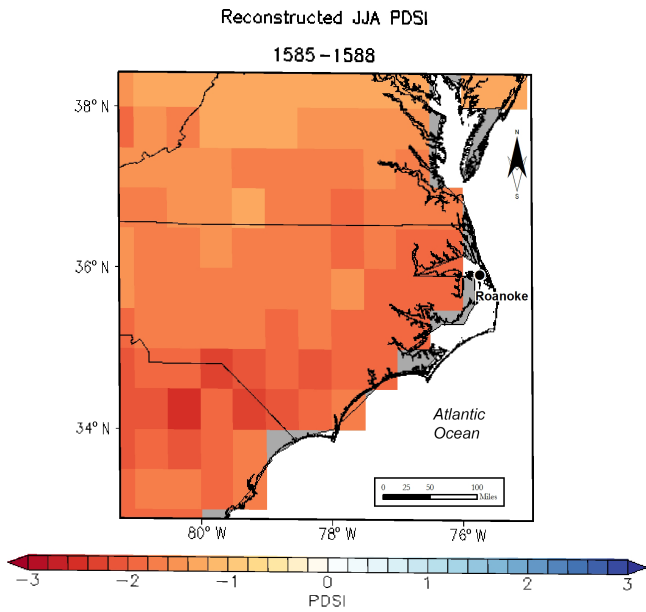 Reconstructed JJA PDSI
1585-1588
38° N
36° N
34° N
N
S
Roanoke
Atlantic
Ocean
0 25 50 100
Miles
80° W 78° W 76° W
-3 -2 -1 0 1 2 3
PDSI